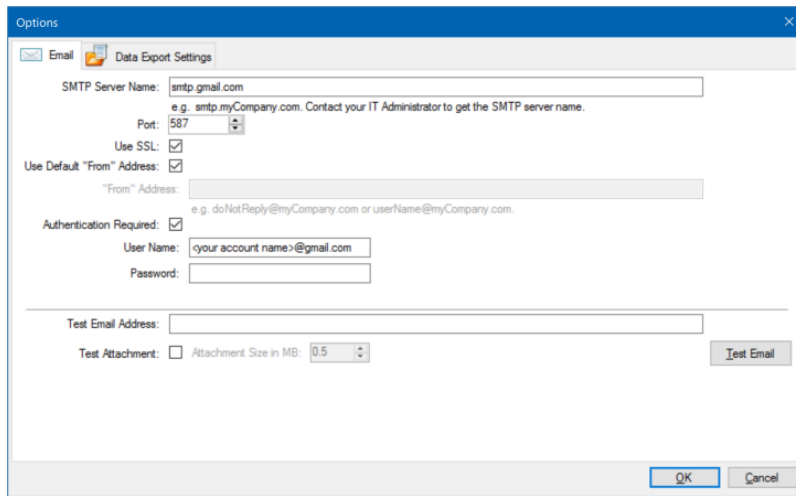 Options
Email Data Export Settings
SMTP Server Name: smtp.gmail.com
e.g. smtp.myCompany.com. Contact your IT Administrator to get the SMTP server name.
Port: 587
Use SSL:
Use Default "From" Address:
"From" Address:
e.g. doNotReply@myCompany.com or userName@myCompany.com.
Authentication Required:
User Name: <your account name>@gmail.com
Password:
Test Email Address:
Test Attachment: Attachment Size in MB: 0.5 Test Email
OK Cancel